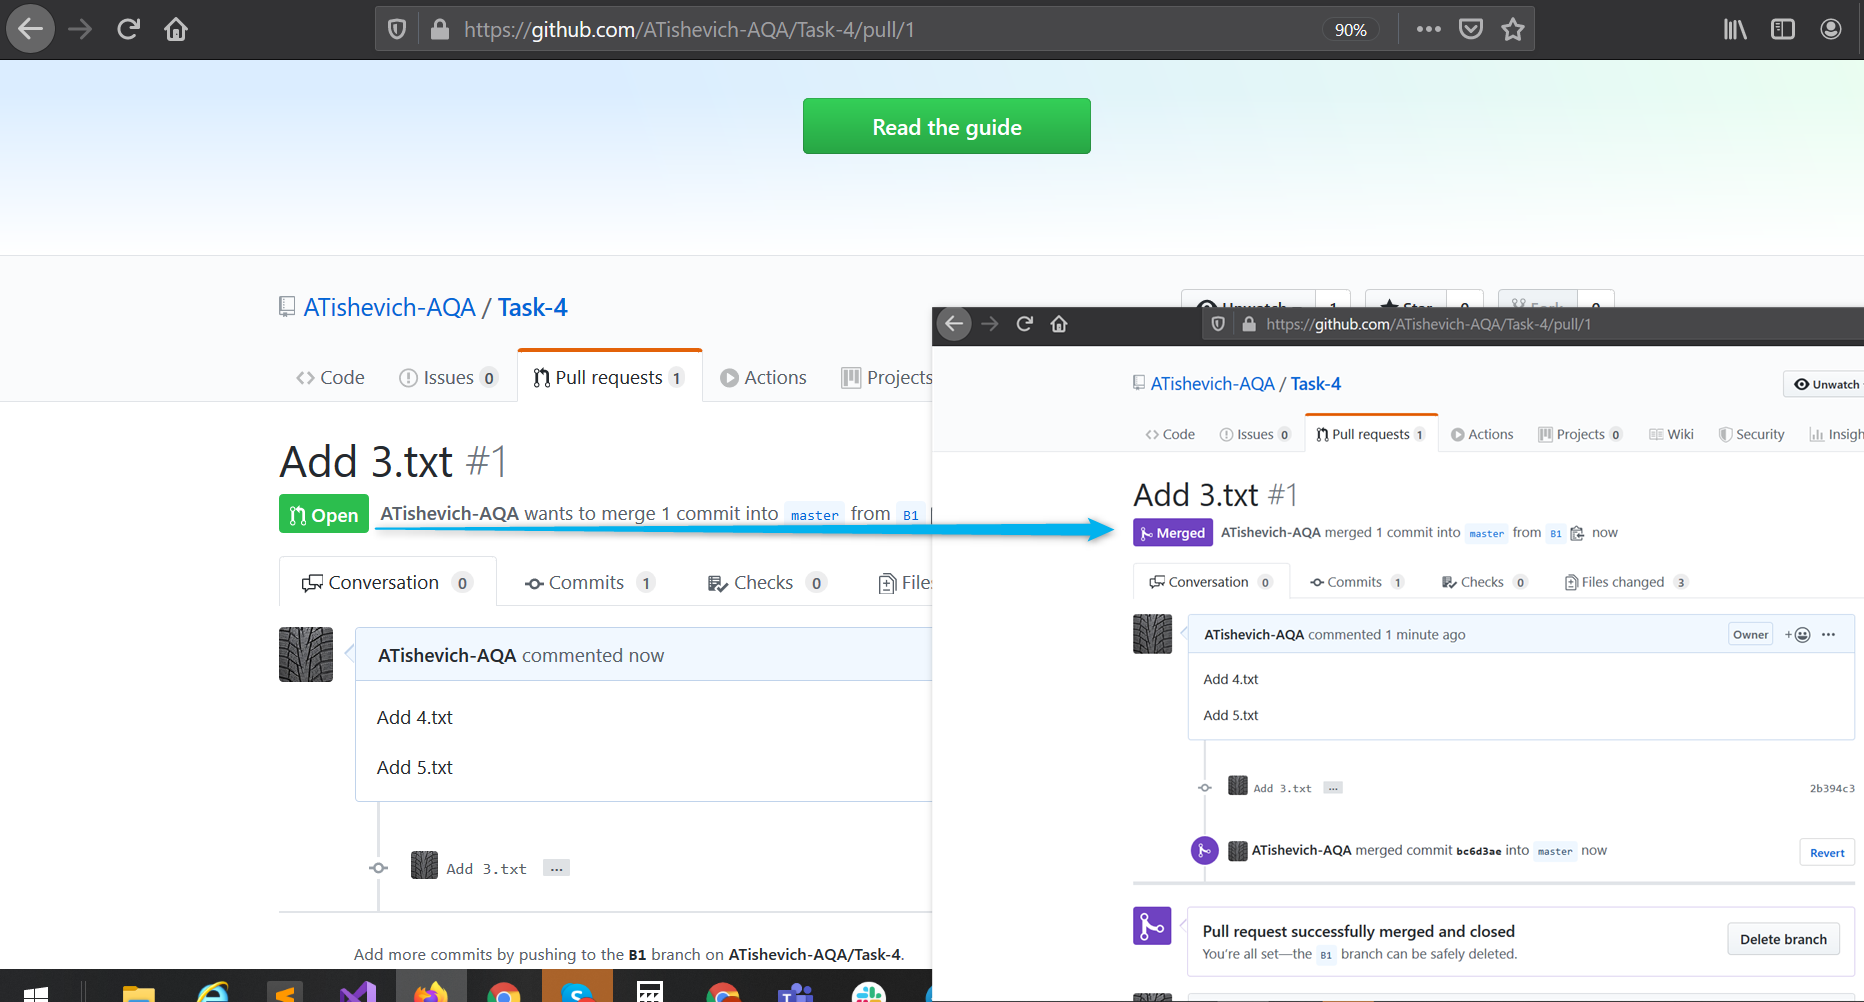 https://github.com/ATishevich-AQA/Task-4/pull/1
90%
Read the guide
ATishevich-AQA / Task-4
Unwatch 1 Star 0 Fork 0
Code Issues 0 Pull requests 1 Actions Projects
Add 3.txt #1
Open ATishevich-AQA wants to merge 1 commit into master from B1
Conversation 0 Commits 1 Checks 0 Files
ATishevich-AQA commented now
Add 4.txt
Add 5.txt
Add 3.txt ...
Add more commits by pushing to the B1 branch on ATishevich-AQA/Task-4.
https://github.com/ATishevich-AQA/Task-4/pull/1
ATishevich-AQA / Task-4
Unwatch
Code Issues 0 Pull requests 1 Actions Projects 0 Wiki Security Insigh
Add 3.txt #1
Merged ATishevich-AQA merged 1 commit into master from B1 now
Conversation 0 Commits 1 Checks 0 Files changed 3
ATishevich-AQA commented 1 minute ago Owner
Add 4.txt
Add 5.txt
Add 3.txt ... 2b394c3
ATishevich-AQA merged commit bc6d3ae into master now Revert
Pull request successfully merged and closed
You're all set—the B1 branch can be safely deleted.
Delete branch